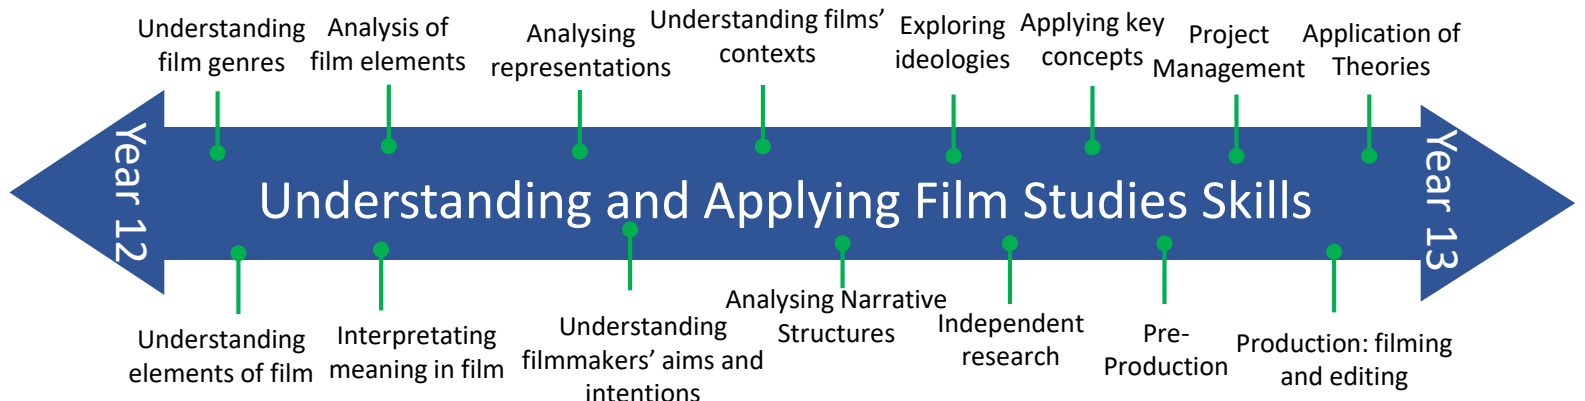 Understanding
film genres
Analysis of
film elements
Analysing
representations
Understanding films’
contexts
Exploring
ideologies
Applying key
concepts
Project
Management
Application of
Theories
Year 12
Understanding and Applying Film Studies Skills
Year 13
Understanding
elements of film
Interpretating
meaning in film
Understanding
filmmakers’ aims and
intentions
Analysing Narrative
Structures
Independent
research
Pre-
Production
Production: filming
and editing